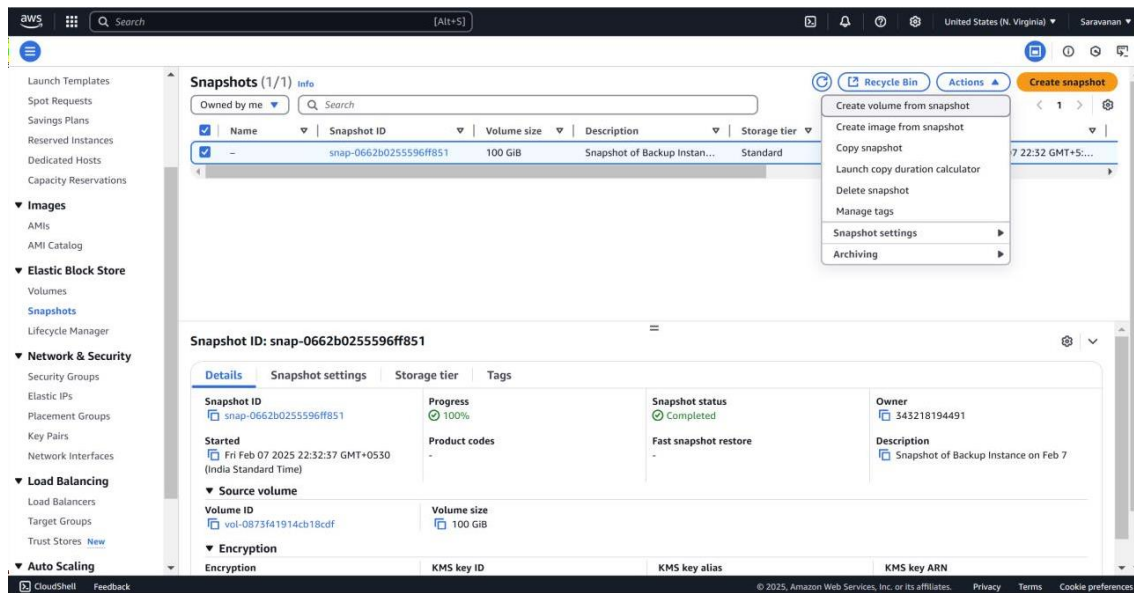 aws
Search
[Alt+S]
United States (N. Virginia) ▼
Saravanan ▼
Launch Templates
Spot Requests
Savings Plans
Reserved Instances
Dedicated Hosts
Capacity Reservations
▼ Images
AMIs
AMI Catalog
▼ Elastic Block Store
Volumes
Snapshots
Lifecycle Manager
▼ Network & Security
Security Groups
Elastic IPs
Placement Groups
Key Pairs
Network Interfaces
▼ Load Balancing
Load Balancers
Target Groups
Trust Stores New
▼ Auto Scaling
Snapshots (1/1) Info
Recycle Bin
Actions ▲
Create snapshot
Owned by me ▼
Search
< 1 >
Name
Snapshot ID
Volume size
Description
Storage tier
–
snap-0662b0255596ff851
100 GiB
Snapshot of Backup Instan...
Standard
7 22:32 GMT+5:...
Create volume from snapshot
Create image from snapshot
Copy snapshot
Launch copy duration calculator
Delete snapshot
Manage tags
Snapshot settings
Archiving
Snapshot ID: snap-0662b0255596ff851
Details
Snapshot settings
Storage tier
Tags
Snapshot ID
snap-0662b0255596ff851
Progress
100%
Snapshot status
Completed
Owner
343218194491
Started
Fri Feb 07 2025 22:32:37 GMT+0530
(India Standard Time)
Product codes
-
Fast snapshot restore
-
Description
Snapshot of Backup Instance on Feb 7
▼ Source volume
Volume ID
vol-0873f41914cb18cdf
Volume size
100 GiB
▼ Encryption
Encryption
KMS key ID
KMS key alias
KMS key ARN
CloudShell
Feedback
© 2025, Amazon Web Services, Inc. or its affiliates.
Privacy
Terms
Cookie preferences